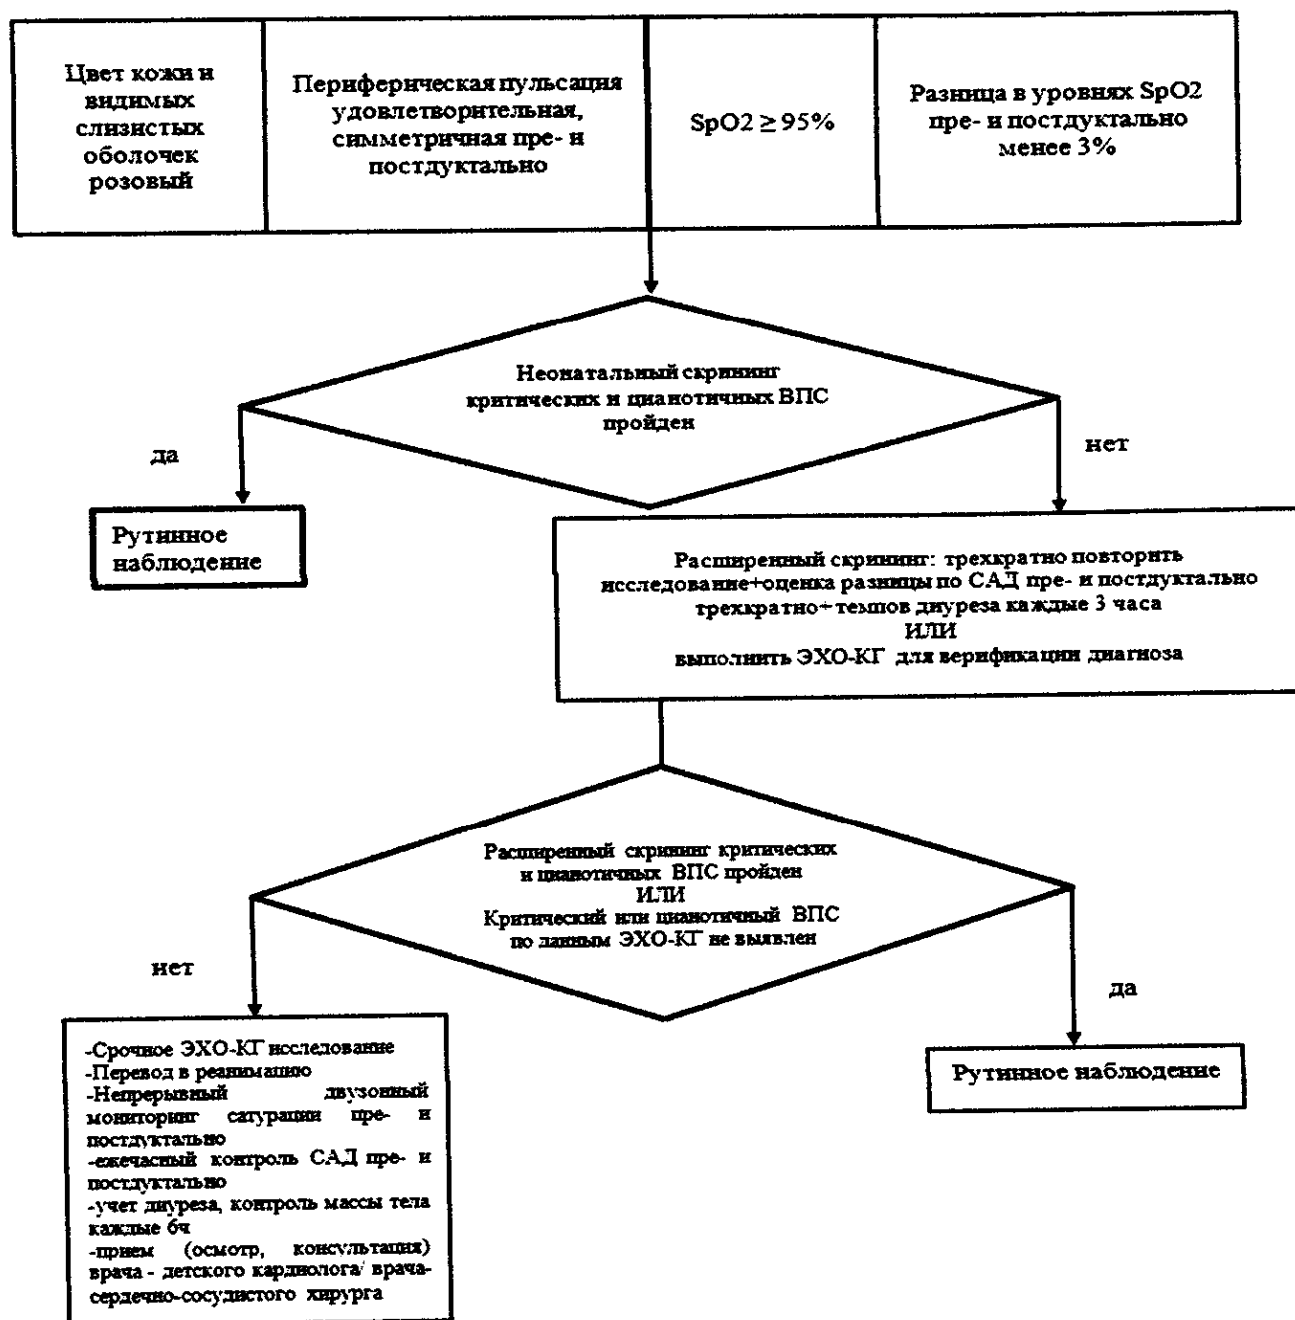 Цвет кожи и
видимых
слизистых
оболочек
розовый
Периферическая пульсация
удовлетворительная,
симметричная пре- и
постдуктально
SpO2 ≥ 95%
Разница в уровнях SpO2
пре- и постдуктально
менее 3%
Неонатальный скрининг
критических и цианотичных ВПС
пройден
да
нет
Рутинное
наблюдение
Расширенный скрининг: трехкратно повторить
исследование+оценка разницы по САД пре- и постдуктально
трехкратно+темпов диуреза каждые 3 часа
ИЛИ
выполнить ЭХО-КГ для верификации диагноза
Расширенный скрининг критических
и цианотичных ВПС пройден
ИЛИ
Критический или цианотичный ВПС
по данным ЭХО-КГ не выявлен
нет
да
-Срочное ЭХО-КГ исследование
-Перевод в реанимацию
-Непрерывный двузонный
мониторинг сатурации пре- и
постдуктально
-ежечасный контроль САД пре- и
постдуктально
-учет диуреза, контроль массы тела
каждые 6ч
-прием (осмотр, консультация)
врача - детского кардиолога/ врача-
сердечно-сосудистого хирурга
Рутинное наблюдение